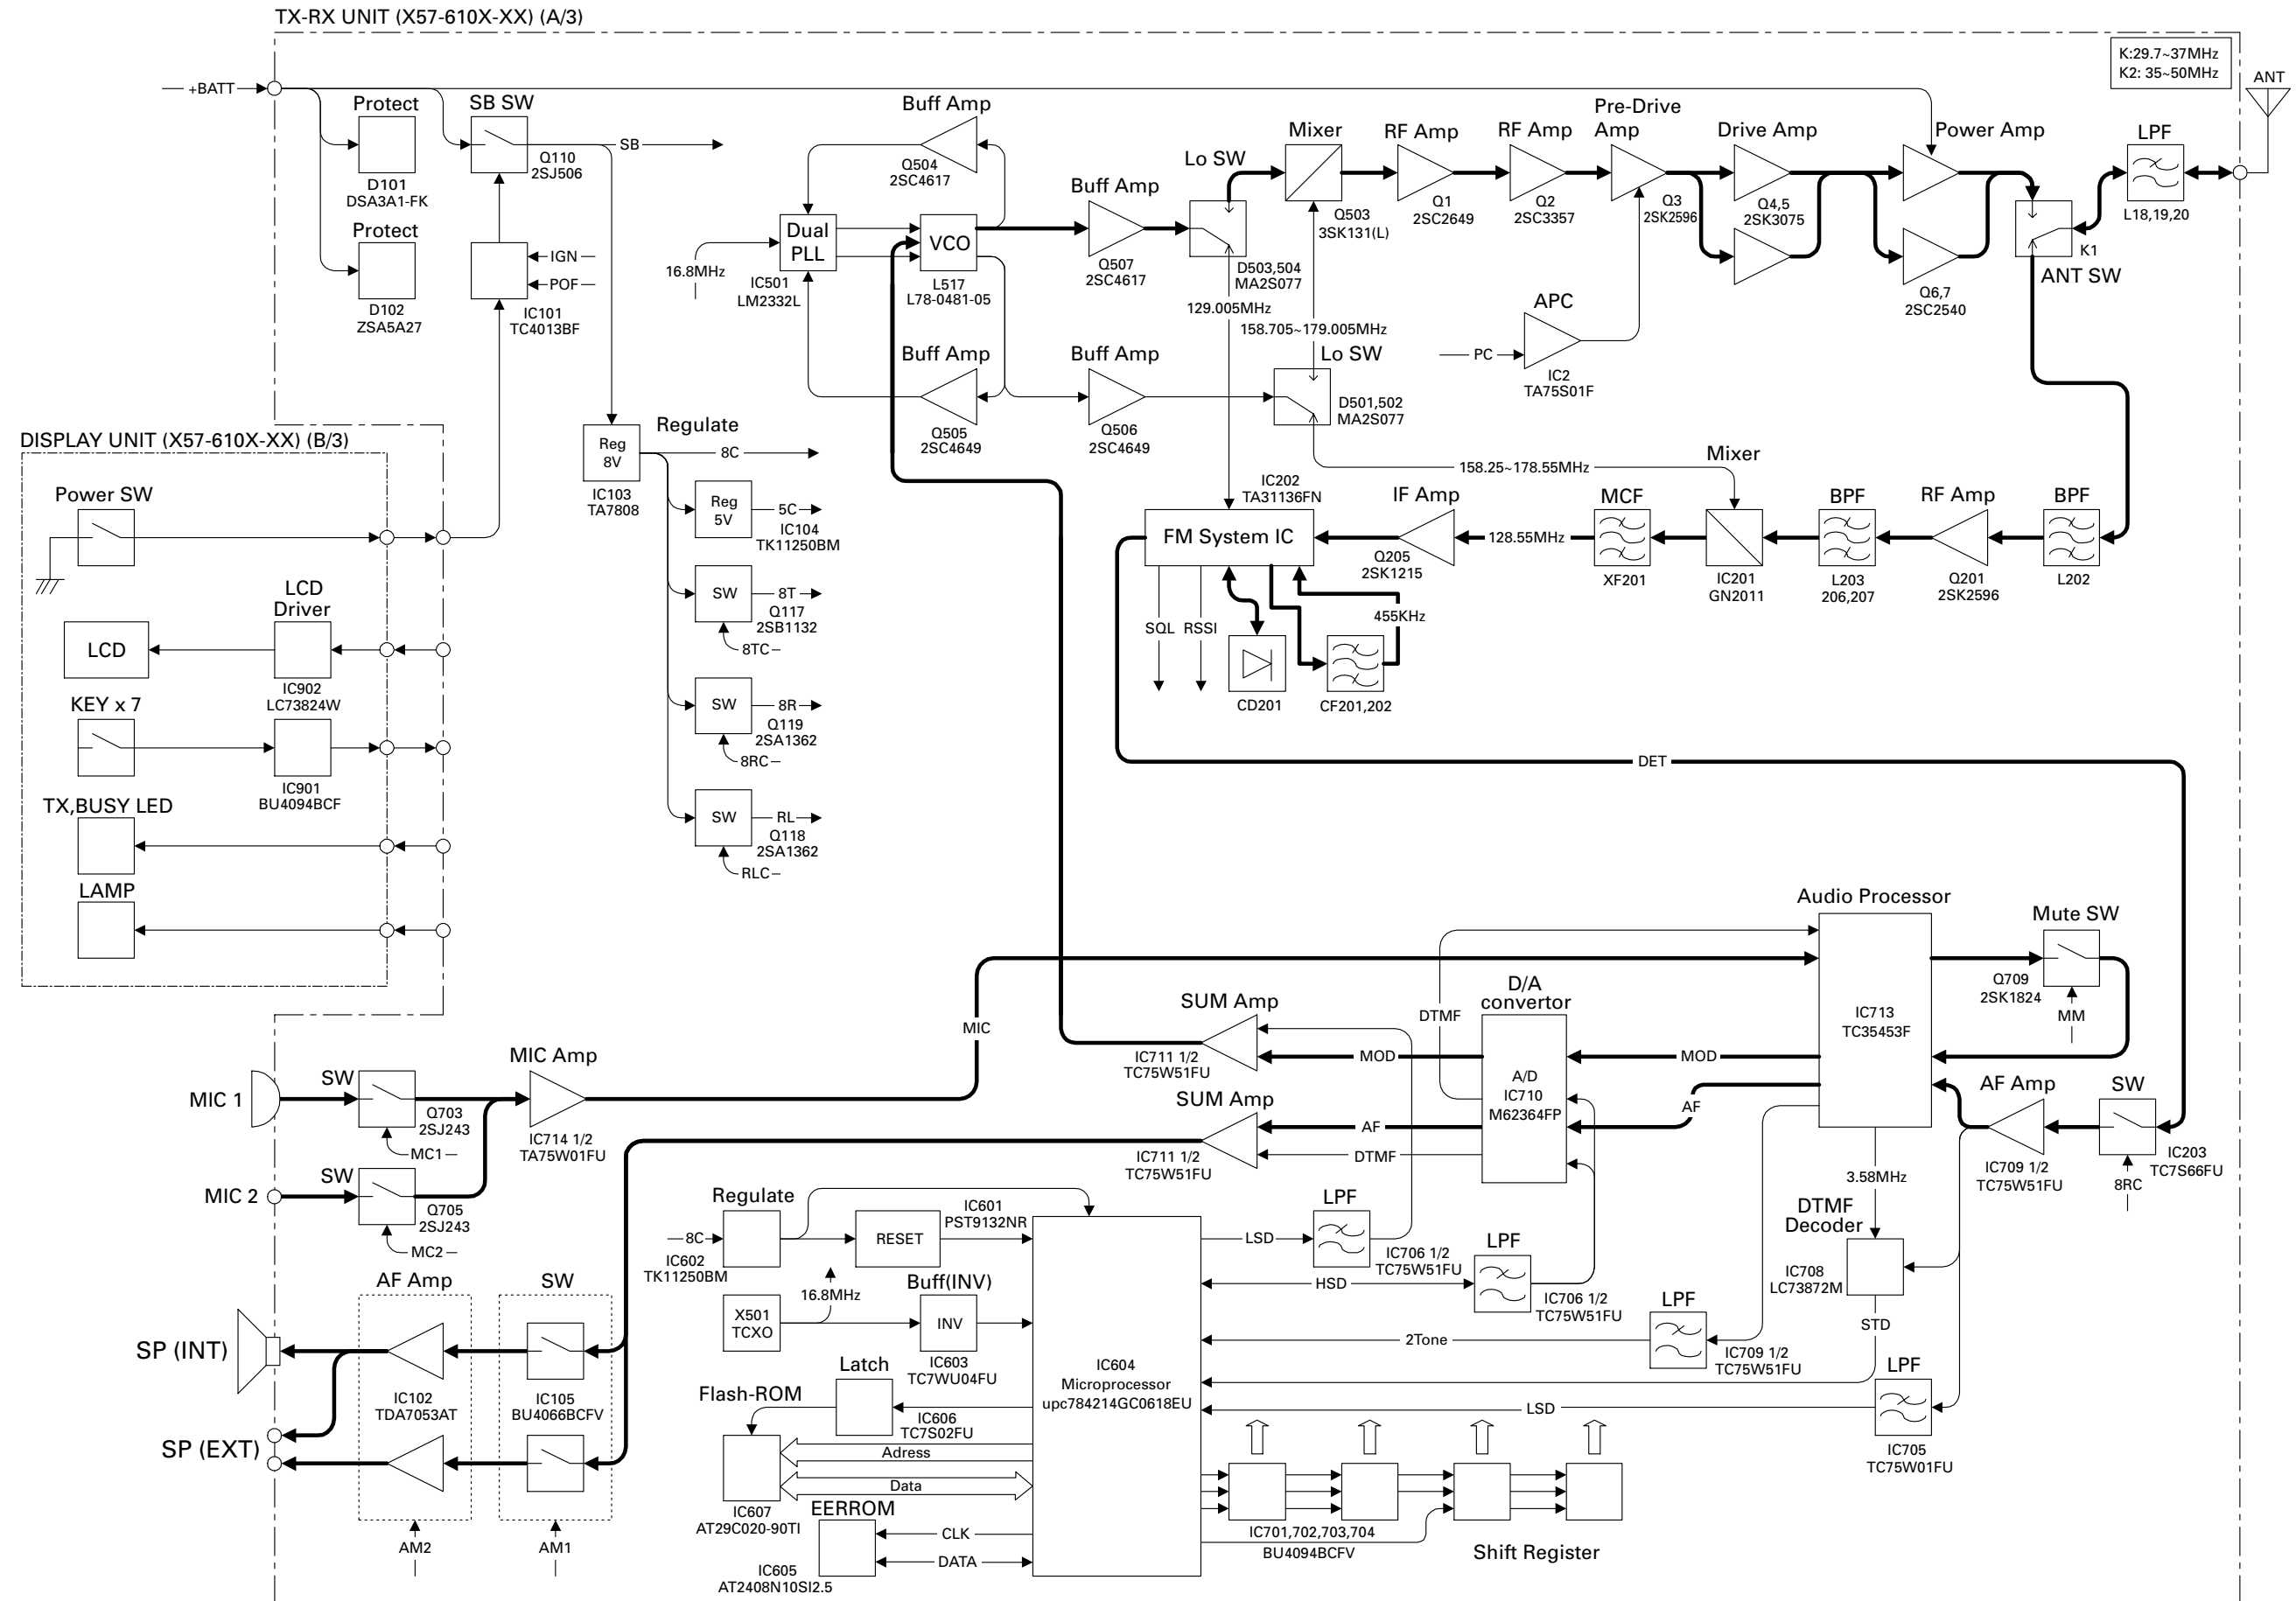 TX-RX UNIT (X57-610X-XX) (A/3)
K:29.7~37MHz
K2: 35~50MHz
ANT
+BATT
Protect
D101
DSA3A1-FK
Protect
D102
ZSA5A27
SB SW
Q110
2SJ506
SB
IGN
POF
IC101
TC4013BF
Buff Amp
Q504
2SC4617
16.8MHz
Dual
PLL
IC501
LM2332L
VCO
L517
L78-0481-05
Buff Amp
Q507
2SC4617
Lo SW
D503,504
MA2S077
129.005MHz
Mixer
Q503
3SK131(L)
158.705~179.005MHz
RF Amp
Q1
2SC2649
RF Amp
Q2
2SC3357
Pre-Drive
Amp
Q3
2SK2596
Drive Amp
Q4,5
2SK3075
Power Amp
Q6,7
2SC2540
LPF
L18,19,20
K1
ANT SW
APC
PC
IC2
TA75S01F
Buff Amp
Q505
2SC4649
Buff Amp
Q506
2SC4649
Lo SW
D501,502
MA2S077
158.25~178.55MHz
Reg
8V
IC103
TA7808
Regulate
8C
Reg
5V
5C
IC104
TK11250BM
SW
8T
Q117
2SB1132
8TC
SW
8R
Q119
2SA1362
8RC
SW
RL
Q118
2SA1362
RLC
DISPLAY UNIT (X57-610X-XX) (B/3)
Power SW
LCD
Driver
LCD
IC902
LC73824W
KEY x 7
IC901
BU4094BCF
TX,BUSY LED
LAMP
IC202
TA31136FN
FM System IC
IF Amp
Q205
2SK1215
128.55MHz
MCF
XF201
Mixer
IC201
GN2011
BPF
L203
206,207
RF Amp
Q201
2SK2596
BPF
L202
SQL
RSSI
CD201
455KHz
CF201,202
DET
Audio Processor
IC713
TC35453F
Mute SW
Q709
2SK1824
MM
D/A
convertor
A/D
IC710
M62364FP
DTMF
MOD
MOD
AF
AF
DTMF
SUM Amp
IC711 1/2
TC75W51FU
SUM Amp
IC711 1/2
TC75W51FU
AF Amp
IC709 1/2
TC75W51FU
SW
IC203
TC7S66FU
8RC
MIC
MIC 1
SW
Q703
2SJ243
MC1
MIC Amp
IC714 1/2
TA75W01FU
MIC 2
SW
Q705
2SJ243
MC2
AF Amp
SW
SP (INT)
IC102
TDA7053AT
IC105
BU4066BCFV
SP (EXT)
AM2
AM1
Regulate
8C
IC602
TK11250BM
RESET
IC601
PST9132NR
16.8MHz
X501
TCXO
Buff(INV)
INV
IC603
TC7WU04FU
Latch
IC606
TC7S02FU
Flash-ROM
IC607
AT29C020-90TI
Adress
Data
EERROM
IC605
AT2408N10SI2.5
CLK
DATA
IC604
Microprocessor
upc784214GC0618EU
LSD
LPF
IC706 1/2
TC75W51FU
HSD
LPF
IC706 1/2
TC75W51FU
2Tone
LPF
IC709 1/2
TC75W51FU
3.58MHz
DTMF
Decoder
IC708
LC73872M
STD
LSD
LPF
IC705
TC75W01FU
IC701,702,703,704
BU4094BCFV
Shift Register